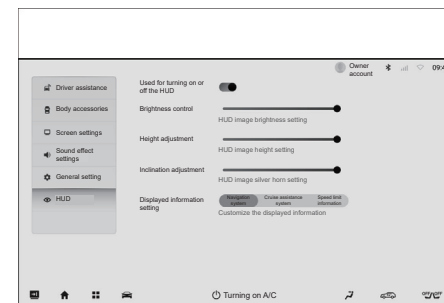 Owner
account
09:4
Driver assistance
Body accessories
Screen settings
Sound effect
settings
General setting
HUD
Used for turning on or
off the HUD
Brightness control
HUD image brightness setting
Height adjustment
HUD image height setting
Inclination adjustment
HUD image silver horn setting
Displayed information
setting
Navigation
system
Cruise assistance
system
Speed limit
information
Customize the displayed information
Turning on A/C
OFF
OFF